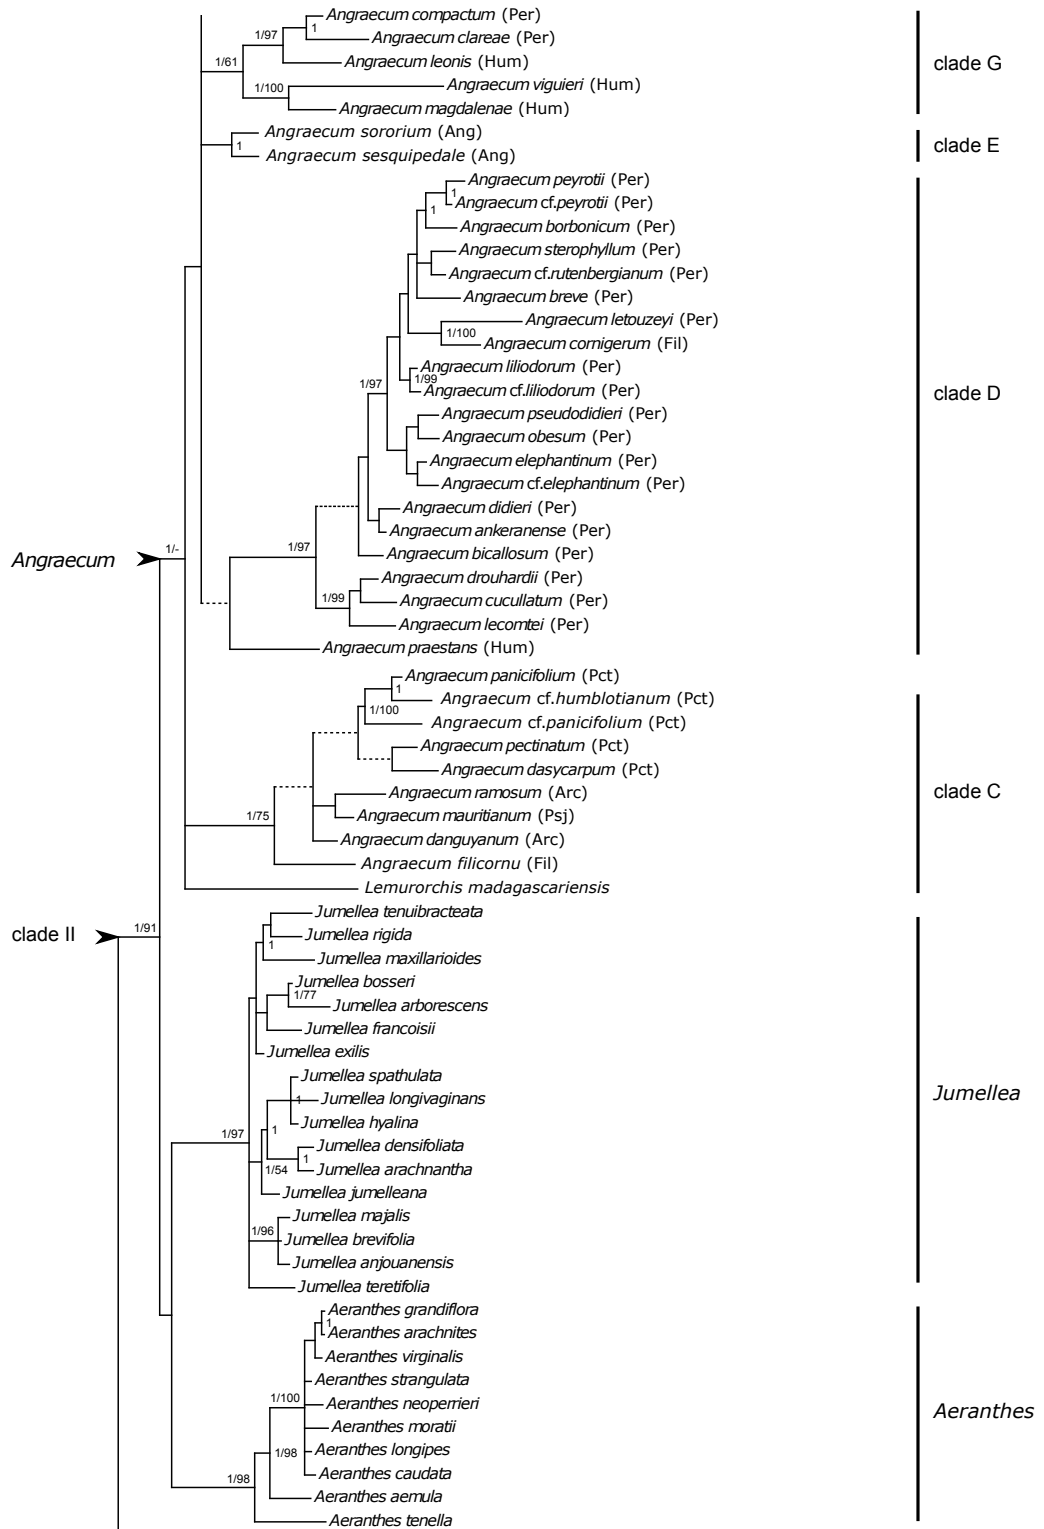 Angraecum compactum (Per)
1/97
1
Angraecum clareae (Per)
1/61
Angraecum leonis (Hum)
clade G
1/100
Angraecum viguieri (Hum)
Angraecum magdalenae (Hum)
Angraecum sororium (Ang)
1
clade E
Angraecum sesquipedale (Ang)
Angraecum peyrotii (Per)
1
Angraecum cf.peyrotii (Per)
1
Angraecum borbonicum (Per)
Angraecum sterophyllum (Per)
Angraecum cf.rutenbergianum (Per)
Angraecum breve (Per)
Angraecum letouzeyi (Per)
1/100
Angraecum cornigerum (Fil)
Angraecum liliodorum (Per)
1/97
1/99
Angraecum cf.liliodorum (Per)
clade D
Angraecum pseudodidieri (Per)
Angraecum obesum (Per)
Angraecum elephantinum (Per)
Angraecum cf.elephantinum (Per)
Angraecum didieri (Per)
Angraecum ankeranense (Per)
1/97
Angraecum bicallosum (Per)
Angraecum
1/-
Angraecum drouhardii (Per)
1/99
Angraecum cucullatum (Per)
Angraecum lecomtei (Per)
Angraecum praestans (Hum)
Angraecum panicifolium (Pct)
1
Angraecum cf.humblotianum (Pct)
1/100
Angraecum cf.panicifolium (Pct)
Angraecum pectinatum (Pct)
Angraecum dasycarpum (Pct)
clade C
Angraecum ramosum (Arc)
1/75
Angraecum mauritianum (Psj)
Angraecum danguyanum (Arc)
Angraecum filicornu (Fil)
Lemurorchis madagascariensis
Jumellea tenuibracteata
clade II
1/91
Jumellea rigida
1
Jumellea maxillarioides
Jumellea bosseri
1/77
Jumellea arborescens
Jumellea francoisii
Jumellea exilis
Jumellea spathulata
Jumellea
1
Jumellea longivaginans
Jumellea hyalina
1/97
1
Jumellea densifoliata
1
1/54
Jumellea arachnantha
Jumellea jumelleana
Jumellea majalis
1/96
Jumellea brevifolia
Jumellea anjouanensis
Jumellea teretifolia
Aeranthes grandiflora
1
Aeranthes arachnites
Aeranthes virginalis
Aeranthes strangulata
1/100
Aeranthes neoperrieri
Aeranthes
Aeranthes moratii
1/98
Aeranthes longipes
Aeranthes caudata
1/98
Aeranthes aemula
Aeranthes tenella